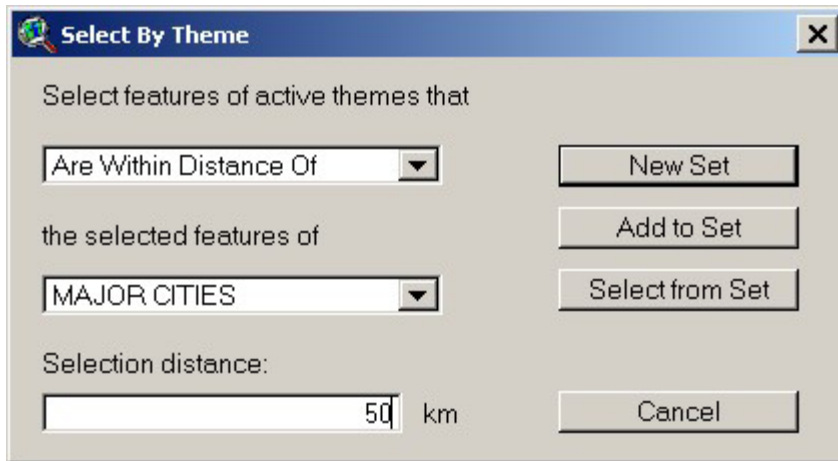 Select By Theme
Select features of active themes that
Are Within Distance Of
New Set
the selected features of
Add to Set
MAJOR CITIES
Select from Set
Selection distance:
50 km
Cancel